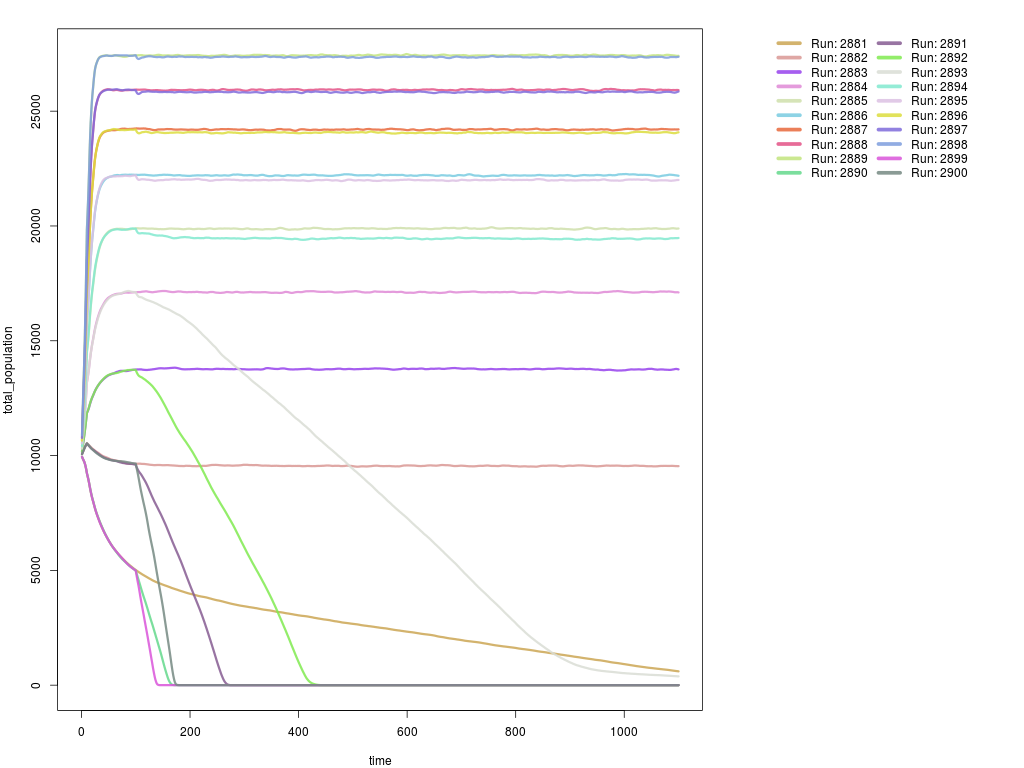 total_population
25000
20000
15000
10000
5000
0
0 200 400 600 800 1000
time
Run: 2881 Run: 2891
Run: 2882 Run: 2892
Run: 2883 Run: 2893
Run: 2884 Run: 2894
Run: 2885 Run: 2895
Run: 2886 Run: 2896
Run: 2887 Run: 2897
Run: 2888 Run: 2898
Run: 2889 Run: 2899
Run: 2890 Run: 2900